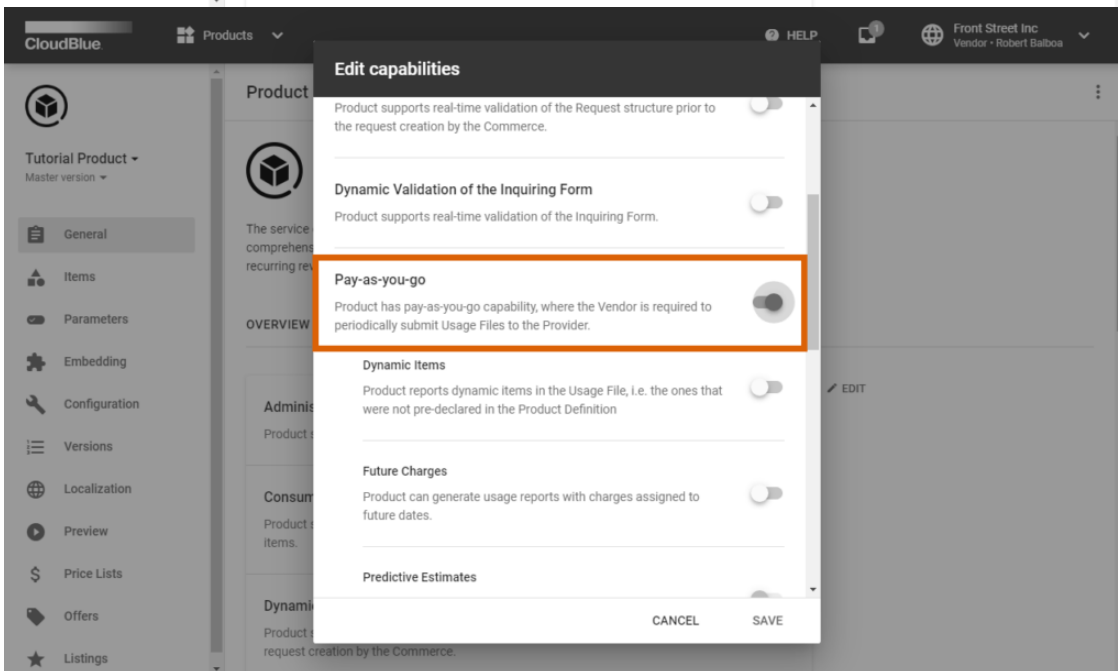 CloudBlue
Products
HELP
1
Front Street Inc
Vendor • Robert Balboa
Tutorial Product
Master version
General
Items
Parameters
Embedding
Configuration
Versions
Localization
Preview
Price Lists
Offers
Listings
Product
The service
comprehens
recurring rev
OVERVIEW
EDIT
Adminis
Product s
Consum
Product s
items.
Dynami
Product s
request creation by the Commerce.
Edit capabilities
Product supports real-time validation of the Request structure prior to
the request creation by the Commerce.
Dynamic Validation of the Inquiring Form
Product supports real-time validation of the Inquiring Form.
Pay-as-you-go
Product has pay-as-you-go capability, where the Vendor is required to
periodically submit Usage Files to the Provider.
Dynamic Items
Product reports dynamic items in the Usage File, i.e. the ones that
were not pre-declared in the Product Definition
Future Charges
Product can generate usage reports with charges assigned to
future dates.
Predictive Estimates
CANCEL
SAVE